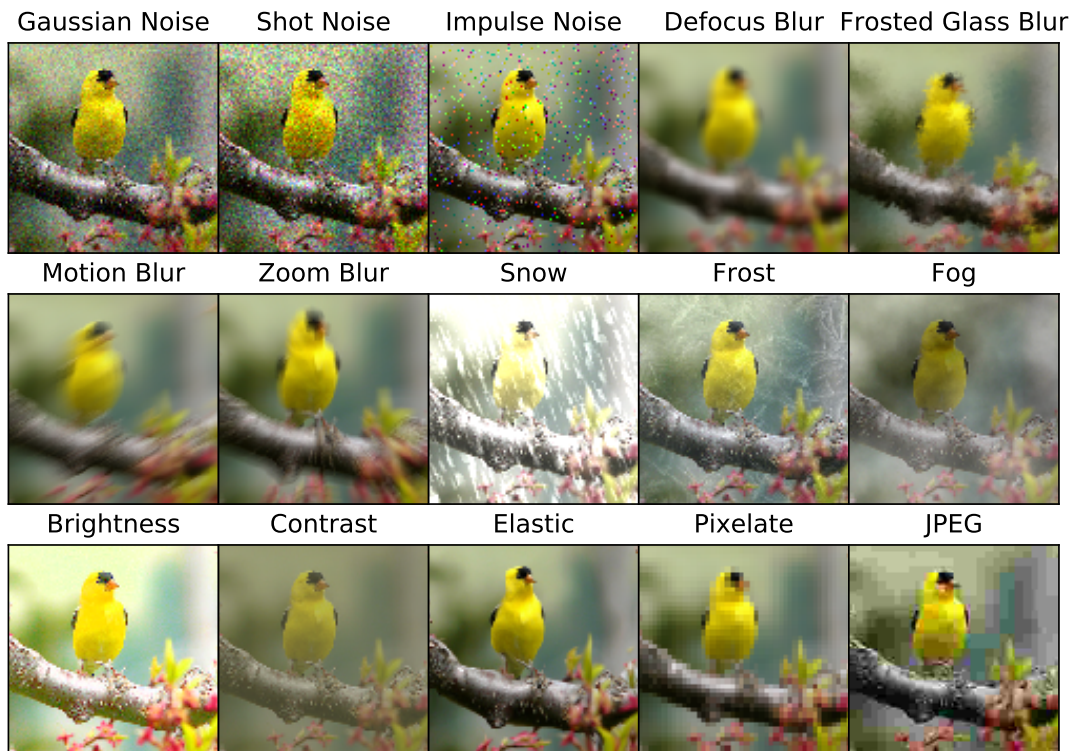 Gaussian Noise Shot Noise Impulse Noise Defocus Blur Frosted Glass Blur
Motion Blur Zoom Blur Snow Frost Fog
Brightness Contrast Elastic Pixelate JPEG